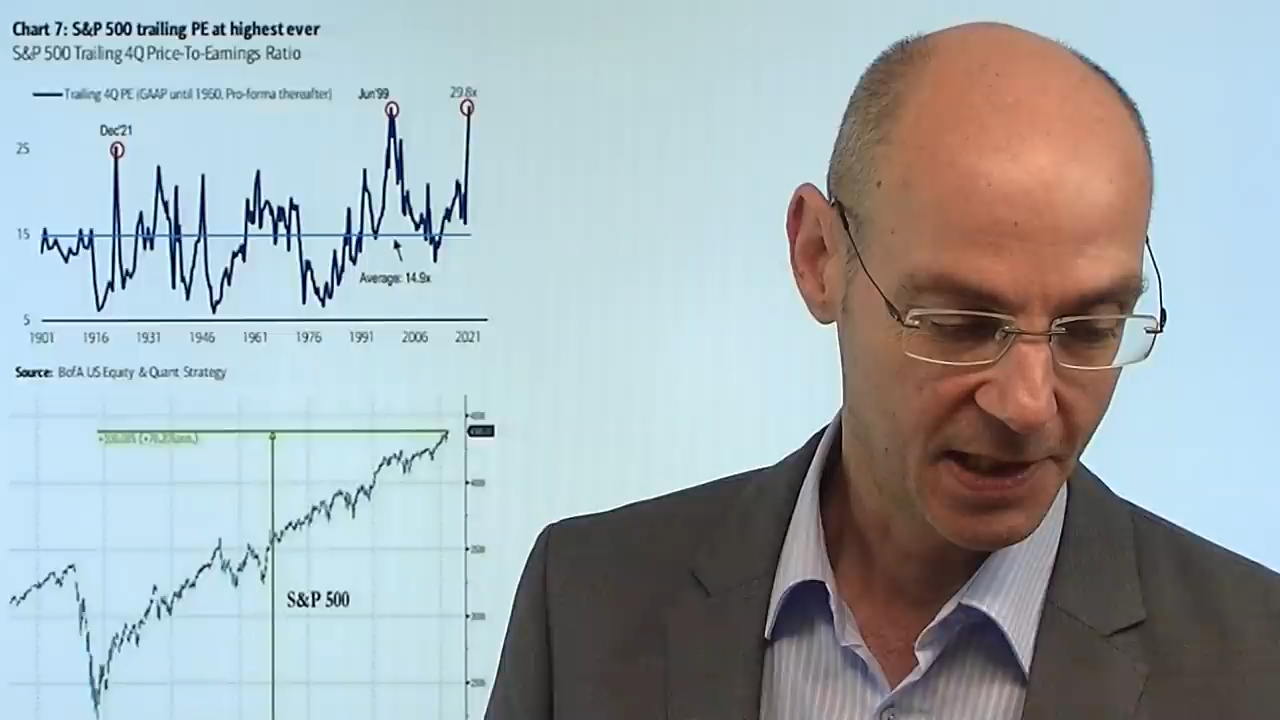 Chart 7: S&P 500 trailing PE at highest ever
S&P 500 Trailing 4Q Price-To-Earnings Ratio
Trailing 4Q PE (GAAP until 1960, Pro-forma thereafter)
Jun'99
29.8x
Dec'21
25
15
Average: 14.9x
5
1901 1916 1931 1946 1961 1976 1991 2006 2021
Source: BofA US Equity & Quant Strategy
S&P 500